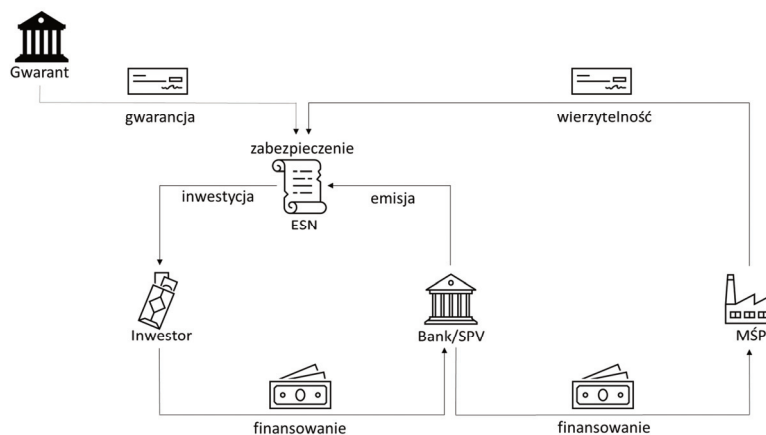 Gwarant
gwarancja
wierzytelność
zabezpieczenie
inwestycja
emisja
ESN
Inwestor
Bank/SPV
MŚP
finansowanie
finansowanie